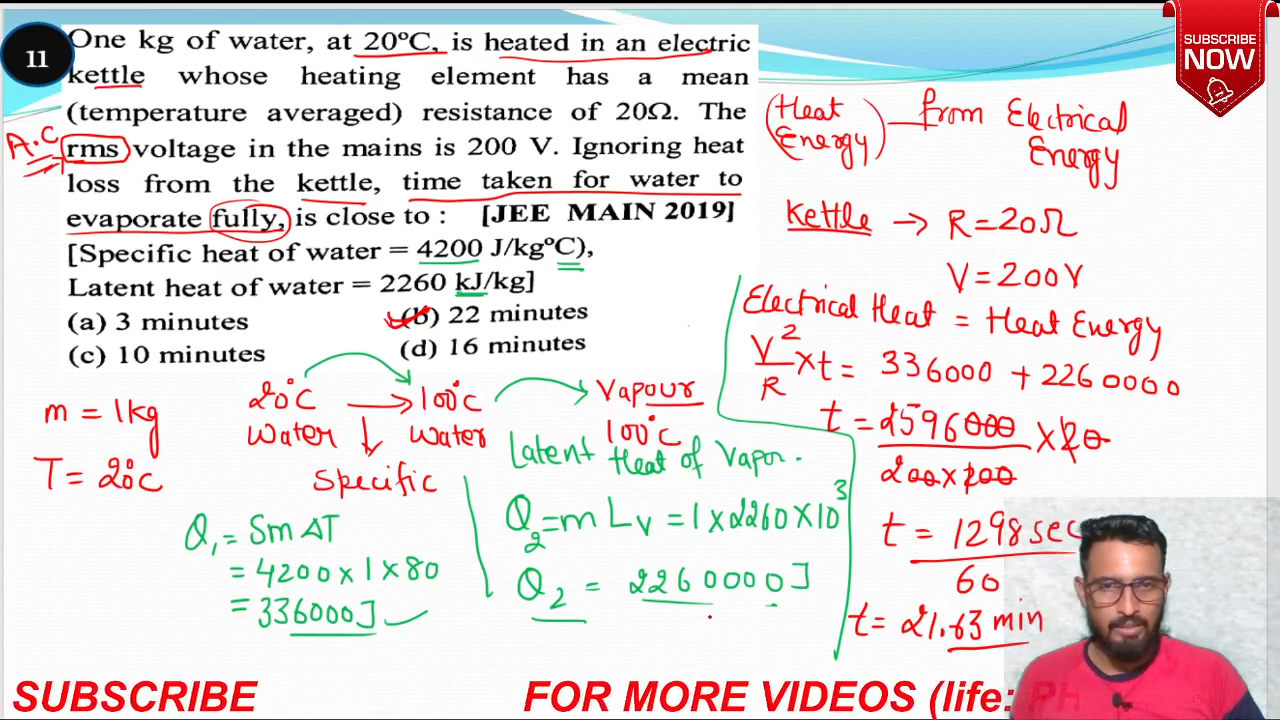 11
One kg of water, at 20°C, is heated in an electric
kettle whose heating element has a mean
(temperature averaged) resistance of 20Ω. The
rms voltage in the mains is 200 V. Ignoring heat
loss from the kettle, time taken for water to
evaporate fully, is close to : [JEE MAIN 2019]
[Specific heat of water = 4200 J/kg°C),
Latent heat of water = 2260 kJ/kg]
(a) 3 minutes
(b) 22 minutes
(c) 10 minutes
(d) 16 minutes
A.C
SUBSCRIBE
NOW
(Heat Energy) from Electrical
Energy
Kettle → R = 20Ω
V = 200V
Electrical Heat = Heat Energy
V²/R × t = 336000 + 2260000
t = 2596000/200×200 × 20
t = 1298 sec/60
t = 21.63 min
m = 1kg
T = 20°C
20°C → 100°C → Vapour
Water water 100°C
Specific
Latent Heat of Vapor.
Q₁ = Sm ΔT
= 4200 × 1 × 80
= 336000 J
Q₂ = m Lv = 1 × 2260 × 10³
Q₂ = 2260000 J
SUBSCRIBE
FOR MORE VIDEOS (life: PH